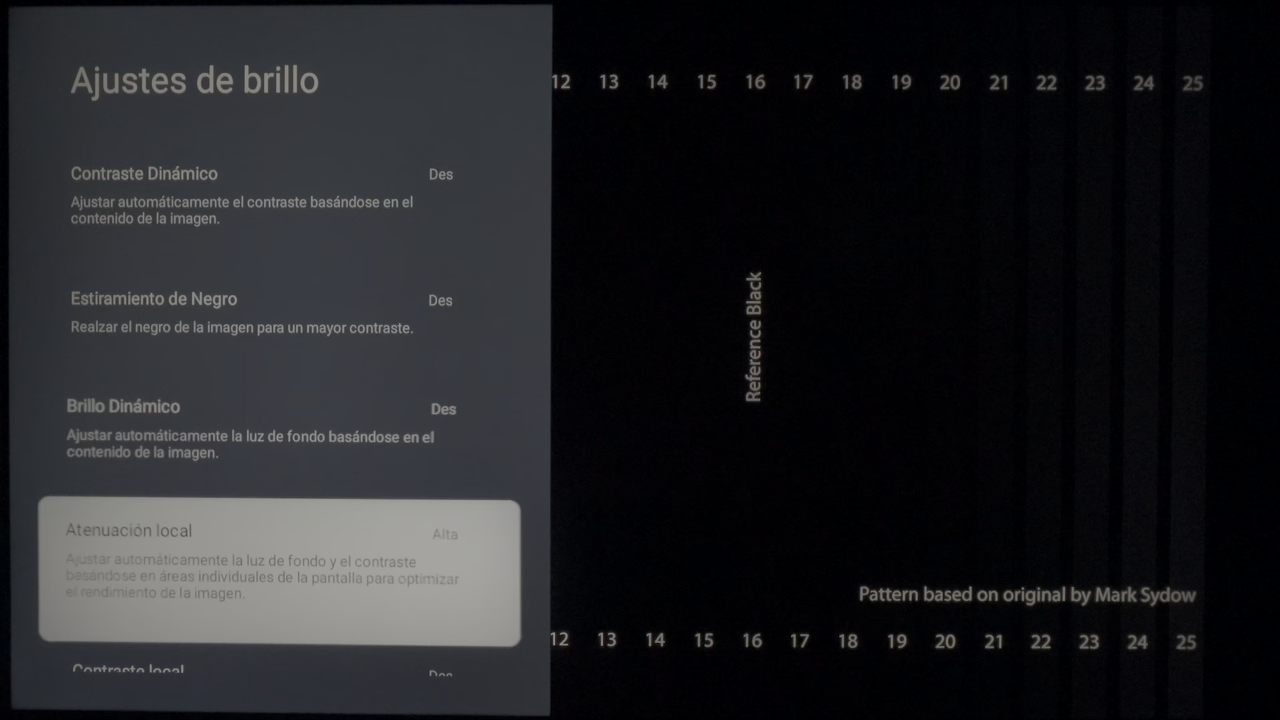 Ajustes de brillo
12 13 14 15 16 17 18 19 20 21 22 23 24 25
Contraste Dinámico Des
Ajustar automáticamente el contraste basándose en el
contenido de la imagen.
Estiramiento de Negro Des
Realzar el negro de la imagen para un mayor contraste.
Reference Black
Brillo Dinámico Des
Ajustar automáticamente la luz de fondo basándose en el
contenido de la imagen.
Atenuación local Alta
Ajustar automáticamente la luz de fondo y el contraste
basándose en áreas individuales de la pantalla para optimizar
el rendimiento de la imagen.
Pattern based on original by Mark Sydow
12 13 14 15 16 17 18 19 20 21 22 23 24 25
Contraste local Des